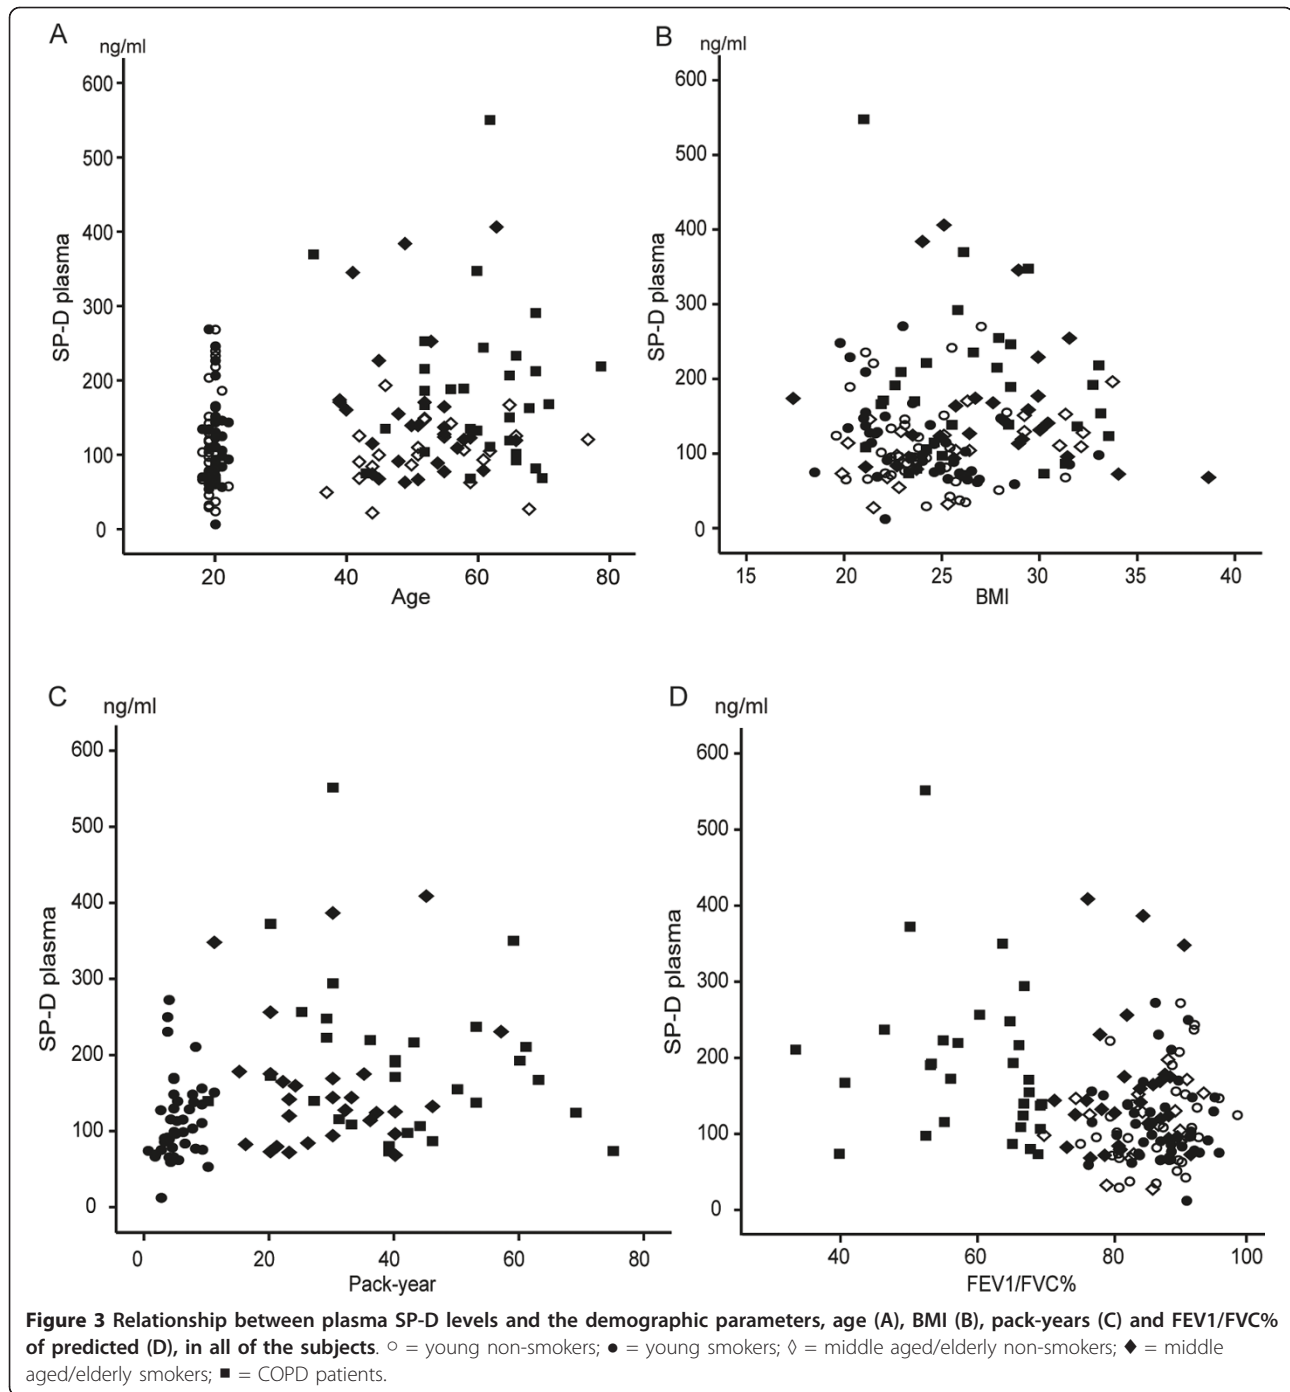 A
ng/ml
600
500
400
300
200
100
0
SP-D plasma
20
40
60
80
Age
B
ng/ml
600
500
400
300
200
100
0
SP-D plasma
15
20
25
30
35
40
BMI
C
ng/ml
600
500
400
300
200
100
0
SP-D plasma
0
20
40
60
80
Pack-year
D
ng/ml
600
500
400
300
200
100
0
SP-D plasma
40
60
80
100
FEV1/FVC%
Figure 3 Relationship between plasma SP-D levels and the demographic parameters, age (A), BMI (B), pack-years (C) and FEV1/FVC%
of predicted (D), in all of the subjects. ○ = young non-smokers; ● = young smokers; ◊ = middle aged/elderly non-smokers; ◆ = middle
aged/elderly smokers; ■ = COPD patients.